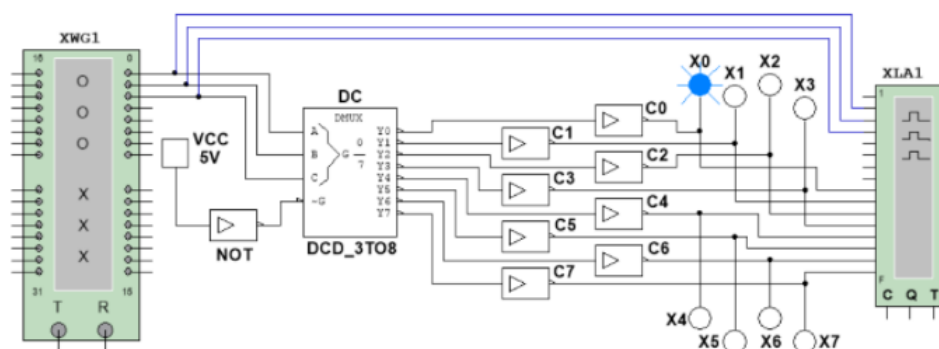 XWG1
16
0
O
O
O
X
X
X
31
15
T
R
VCC
5V
NOT
DC
DMUX
A
B
C
G 0
7
~G
Y0
Y1
Y2
Y3
Y4
Y5
Y6
Y7
DCD_3TO8
C0
C1
C2
C3
C4
C5
C6
C7
X0
X1
X2
X3
X4
X5
X6
X7
XLA1
1
F
C Q T